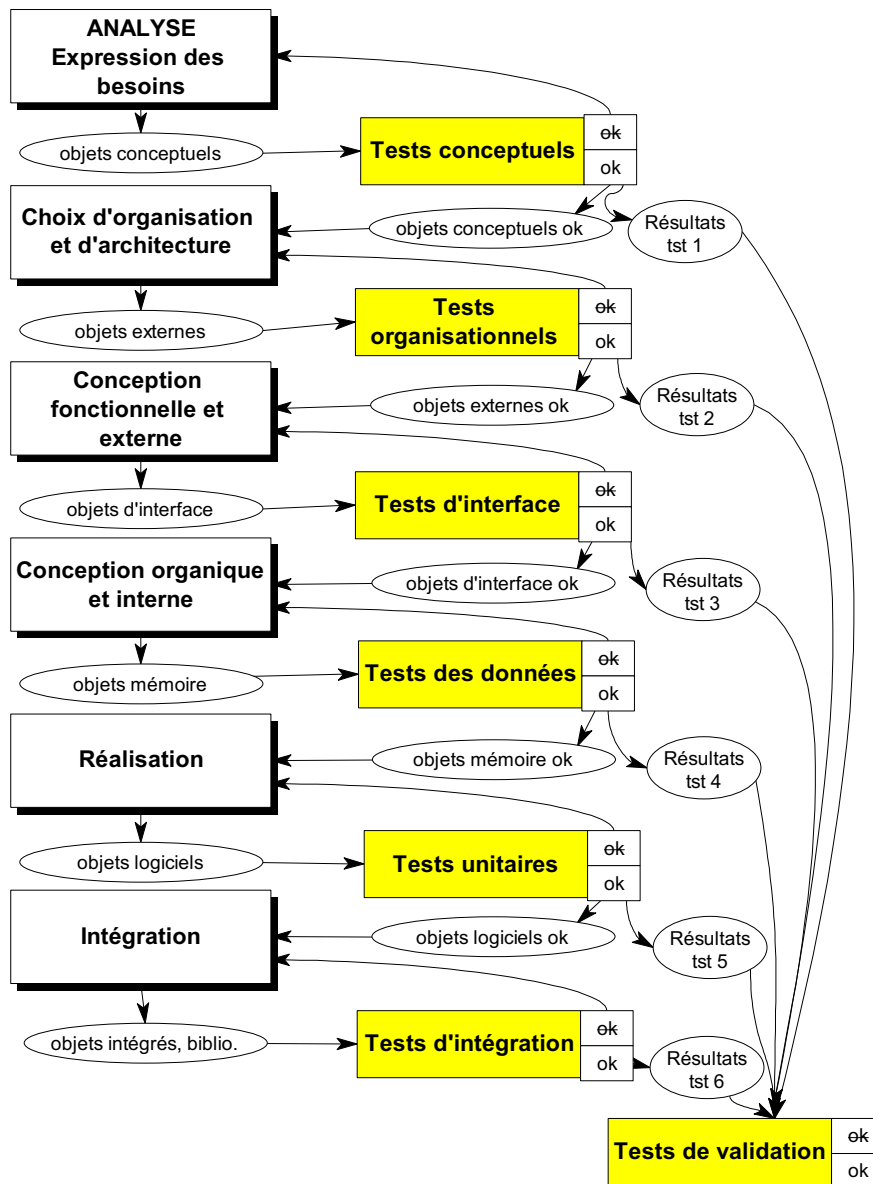 ANALYSE
Expression des
besoins
ok
objets conceptuels
Tests conceptuels
ok
Choix d'organisation
et d'architecture
objets conceptuels ok
Résultats
tst 1
ok
objets externes
Tests
organisationnels
ok
Conception
fonctionnelle et
externe
objets externes ok
Résultats
tst 2
ok
objets d'interface
Tests d'interface
ok
Conception organique
et interne
objets d'interface ok
Résultats
tst 3
ok
objets mémoire
Tests des données
ok
Réalisation
objets mémoire ok
Résultats
tst 4
ok
objets logiciels
Tests unitaires
ok
Intégration
objets logiciels ok
Résultats
tst 5
ok
objets intégrés, biblio.
Tests d'intégration
ok
Résultats
tst 6
ok
Tests de validation
ok